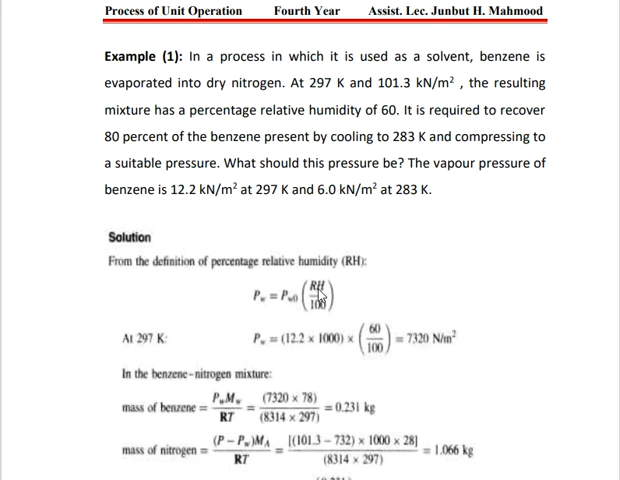 Process of Unit Operation Fourth Year Assist. Lec. Junbut H. Mahmood
Example (1): In a process in which it is used as a solvent, benzene is
evaporated into dry nitrogen. At 297 K and 101.3 kN/m² , the resulting
mixture has a percentage relative humidity of 60. It is required to recover
80 percent of the benzene present by cooling to 283 K and compressing to
a suitable pressure. What should this pressure be? The vapour pressure of
benzene is 12.2 kN/m² at 297 K and 6.0 kN/m² at 283 K.
Solution
From the definition of percentage relative humidity (RH):
P_w = P_w0 (RH/100)
At 297 K: P_w = (12.2 × 1000) × (60/100) = 7320 N/m²
In the benzene–nitrogen mixture:
mass of benzene = P_wM_w/RT = (7320 × 78)/(8314 × 297) = 0.231 kg
mass of nitrogen = (P − P_w)M_A/RT = [(101.3 − 732) × 1000 × 28]/(8314 × 297) = 1.066 kg